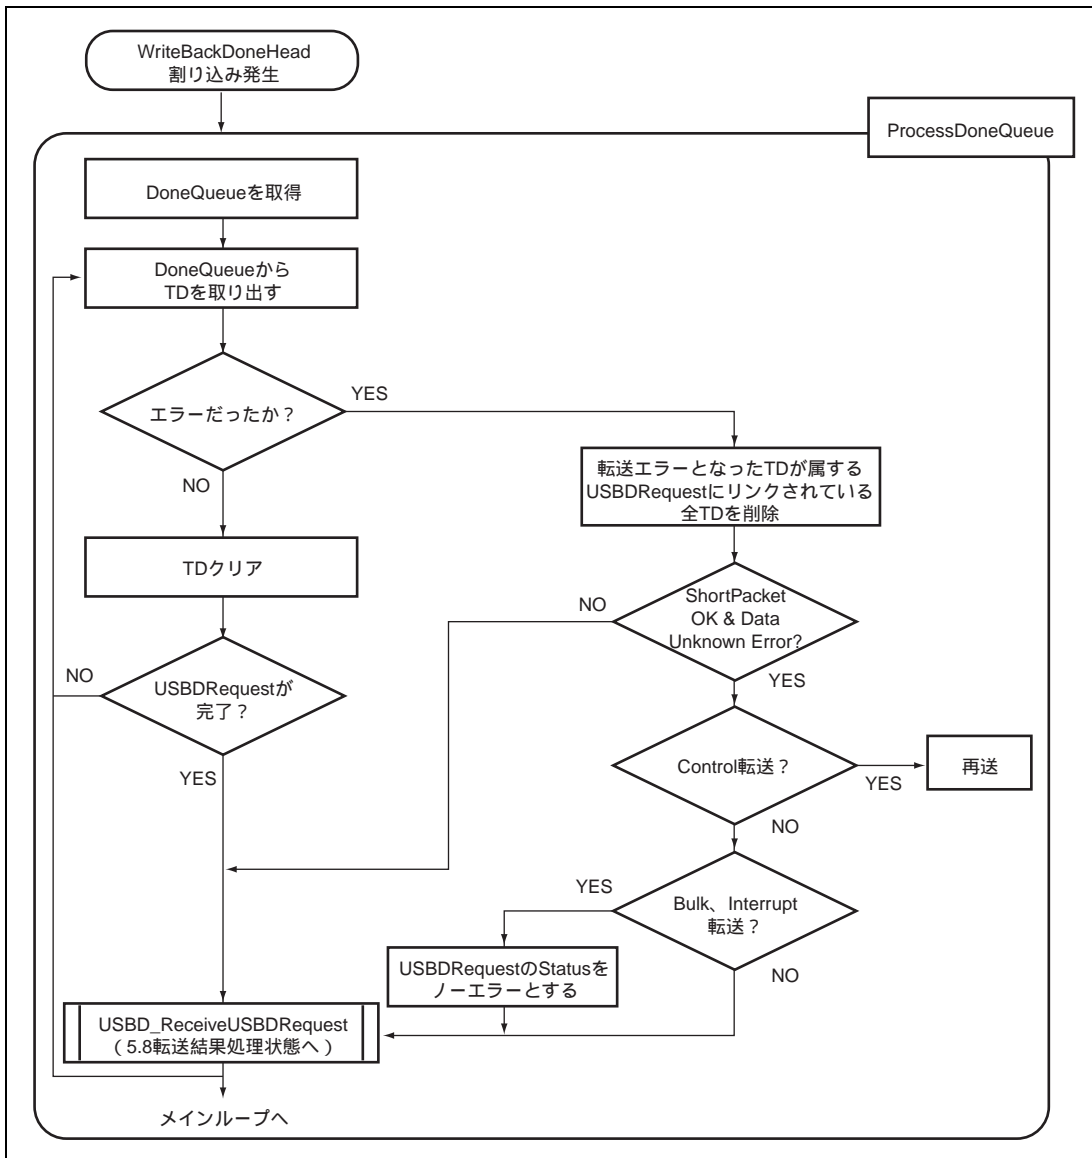 WriteBackDoneHead
割り込み発生
ProcessDoneQueue
DoneQueueを取得
DoneQueueから
TDを取り出す
エラーだったか？
YES
NO
転送エラーとなったTDが属する
USBDRequestにリンクされている
全TDを削除
TDクリア
ShortPacket
OK & Data
Unknown Error?
NO
YES
USBDRequestが
完了？
NO
YES
Control転送？
YES
再送
NO
Bulk、Interrupt
転送？
YES
NO
USBDRequestのStatusを
ノーエラーとする
USBD_ReceiveUSBDRequest
（5.8転送結果処理状態へ）
メインループへ